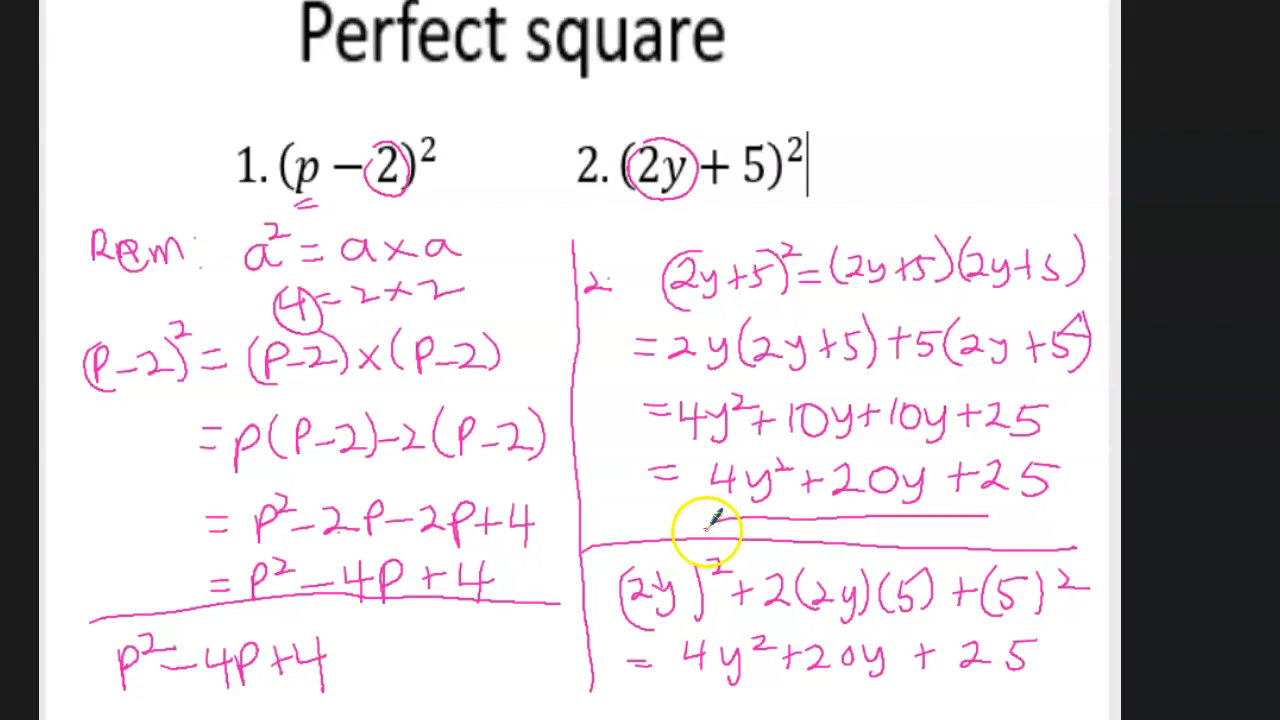 Perfect square
1. (p − 2)² 2. (2y + 5)²
Rem: a² = a × a
4 = 2 × 2
(p−2)² = (p−2) × (p−2)
= p(p−2)−2(p−2)
= p²−2p−2p+4
= p²−4p+4
p²−4p+4
2. (2y+5)² = (2y+5)(2y+5)
= 2y(2y+5)+5(2y+5)
= 4y²+10y+10y+25
= 4y²+20y+25
(2y)²+2(2y)(5)+(5)²
= 4y²+20y+25